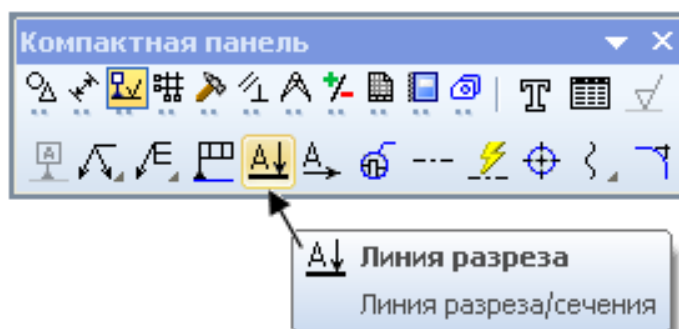 Компактная панель
T
A A
A
Линия разреза
Линия разреза/сечения